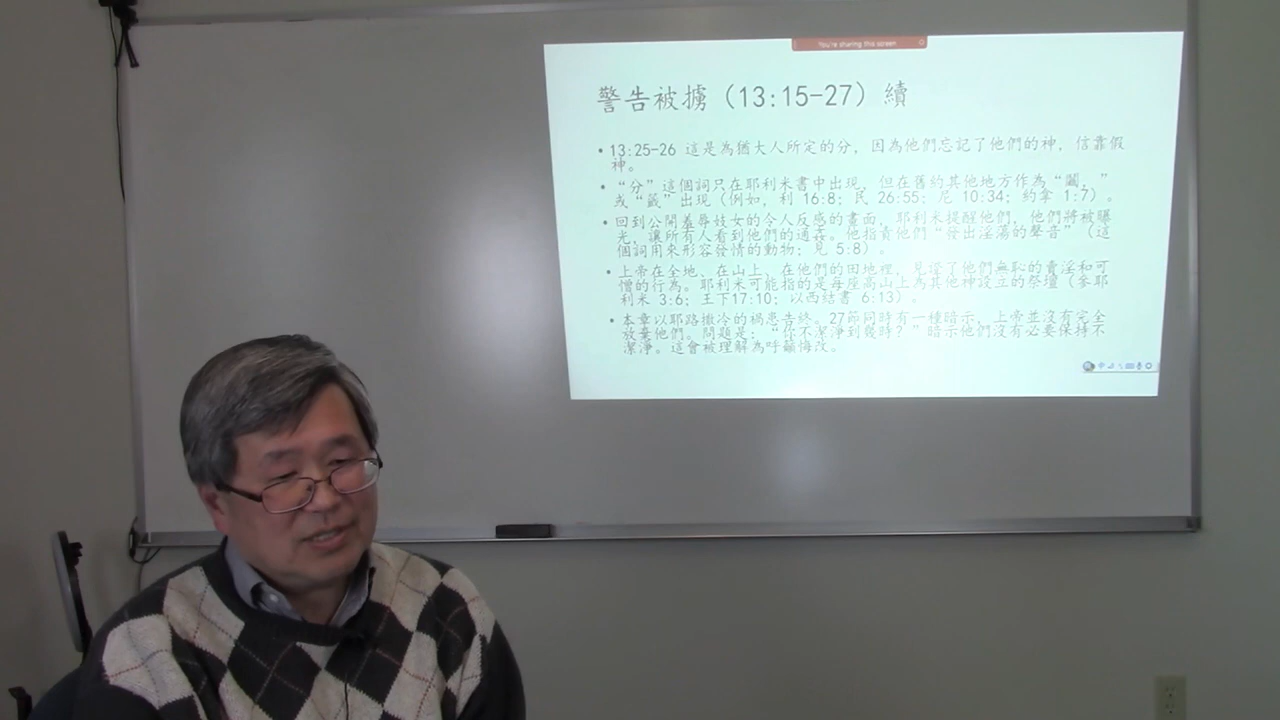 You're sharing this screen
警告被擄（13:15-27）續
• 13:25-26 這是為猶大人所定的分，因為他們忘記了他們的神，信靠假
神。
• “分”這個詞只在耶利米書中出現，但在舊約其他地方作為“鬮，”
或“籤”出現（例如，利 16:8；民 26:55；尼 10:34；約拿 1:7）。
• 回到公開羞辱妓女的令人反感的畫面，耶利米提醒他們，他們將被曝
光，讓所有人看到他們的通姦。他指責他們“發出淫蕩的聲音”（這
個詞用來形容發情的動物；見 5:8）。
• 上帝在全地、在山上、在他們的田地裡，見證了他們無恥的賣淫和可
憎的行為。耶利米可能指的是每座高山上為其他神設立的祭壇（參耶
利米 3:6；王下17:10；以西結書 6:13）。
• 本章以耶路撒冷的禍患告終，27節同時有一種暗示，上帝並沒有完全
放棄他們。問題是：“你不潔淨到幾時？”暗示他們沒有必要保持不
潔淨。這會被理解為呼籲悔改。